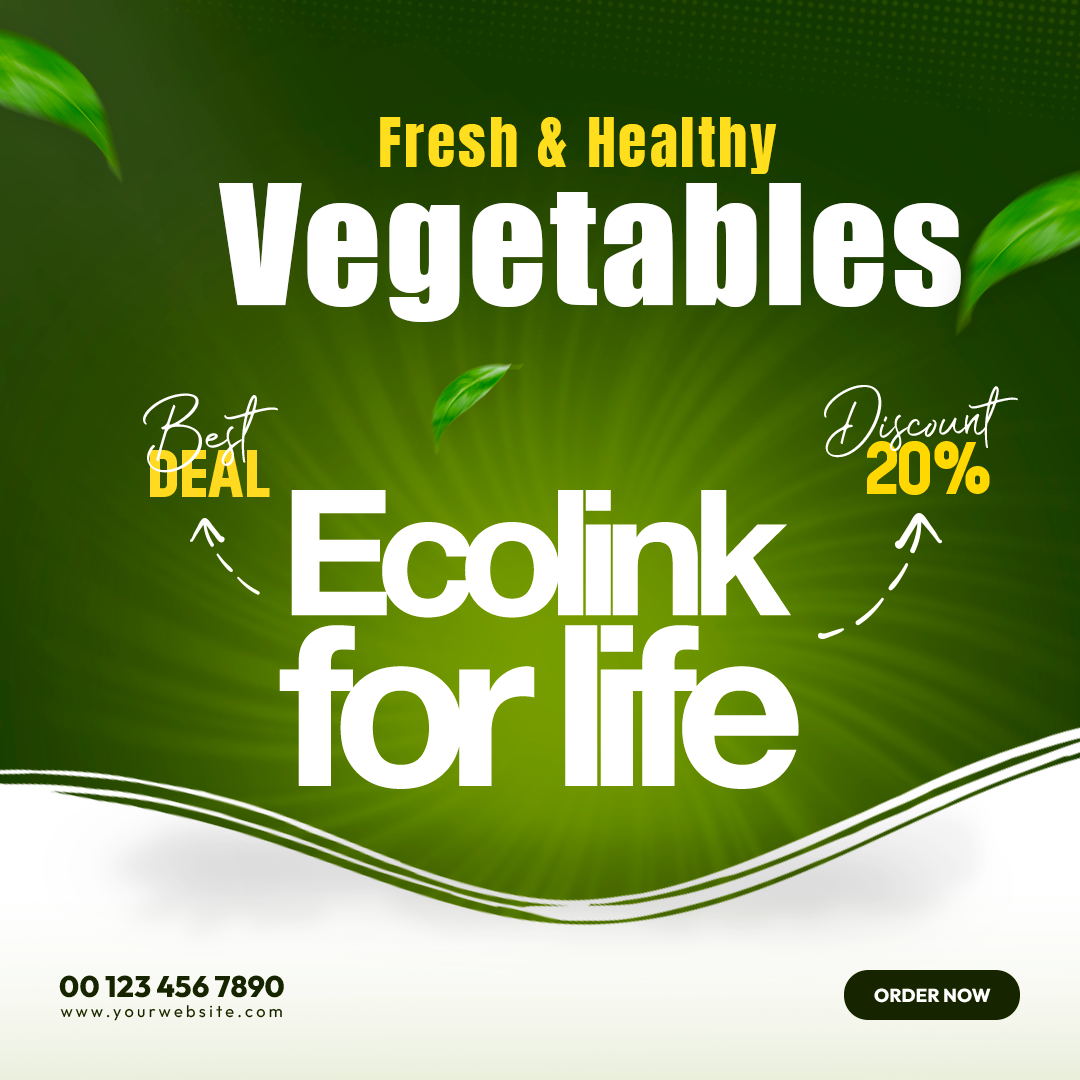 Fresh & Healthy
Vegetables
Best
DEAL
Discount
20%
Ecolink
for life
00 123 456 7890
www.yourwebsite.com
ORDER NOW